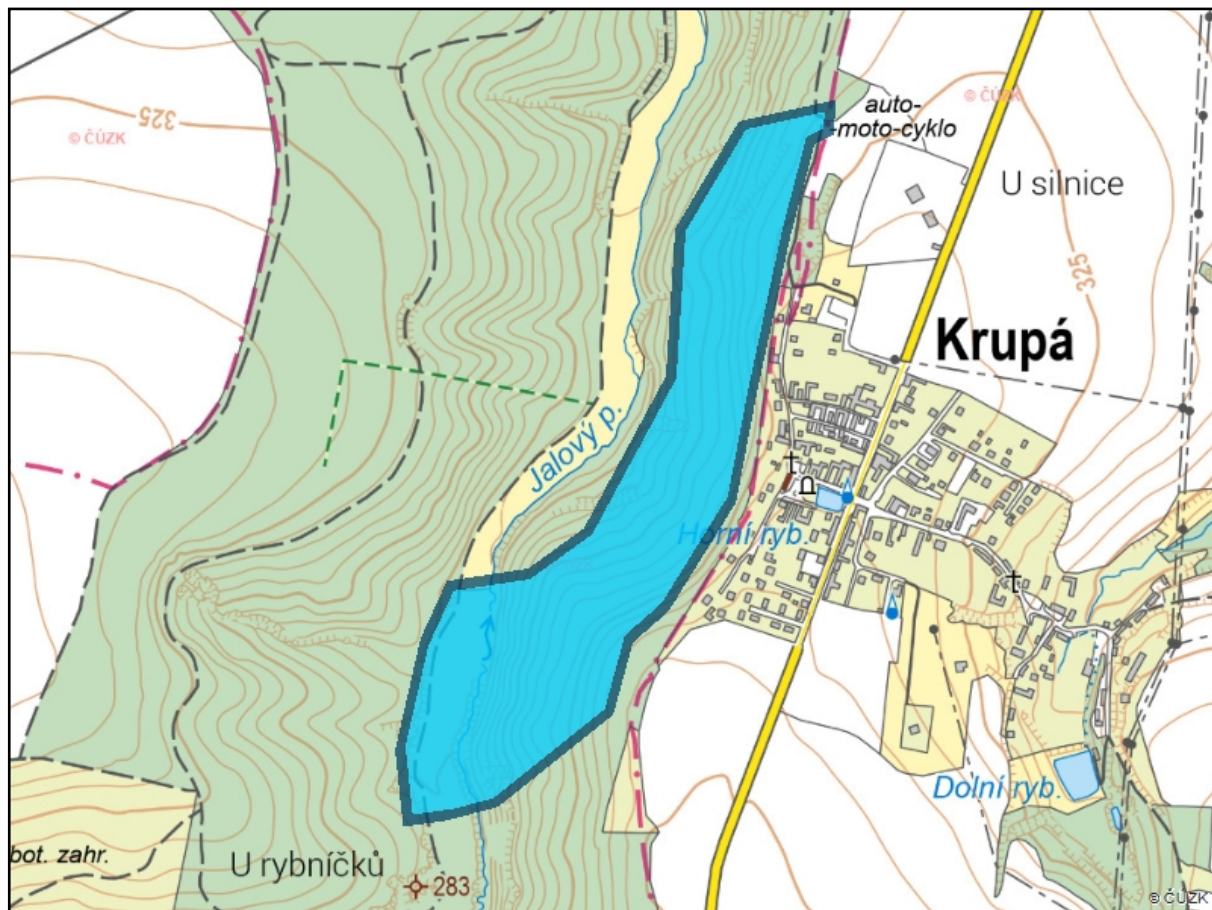 auto-
-moto-cyklo
© ČÚZK
325
© ČÚZK
325
U silnice
325
Krupá
Jalový p.
Horní ryb.
Dolní ryb.
bot. zahr.
U rybníčků
283
© ČÚZK